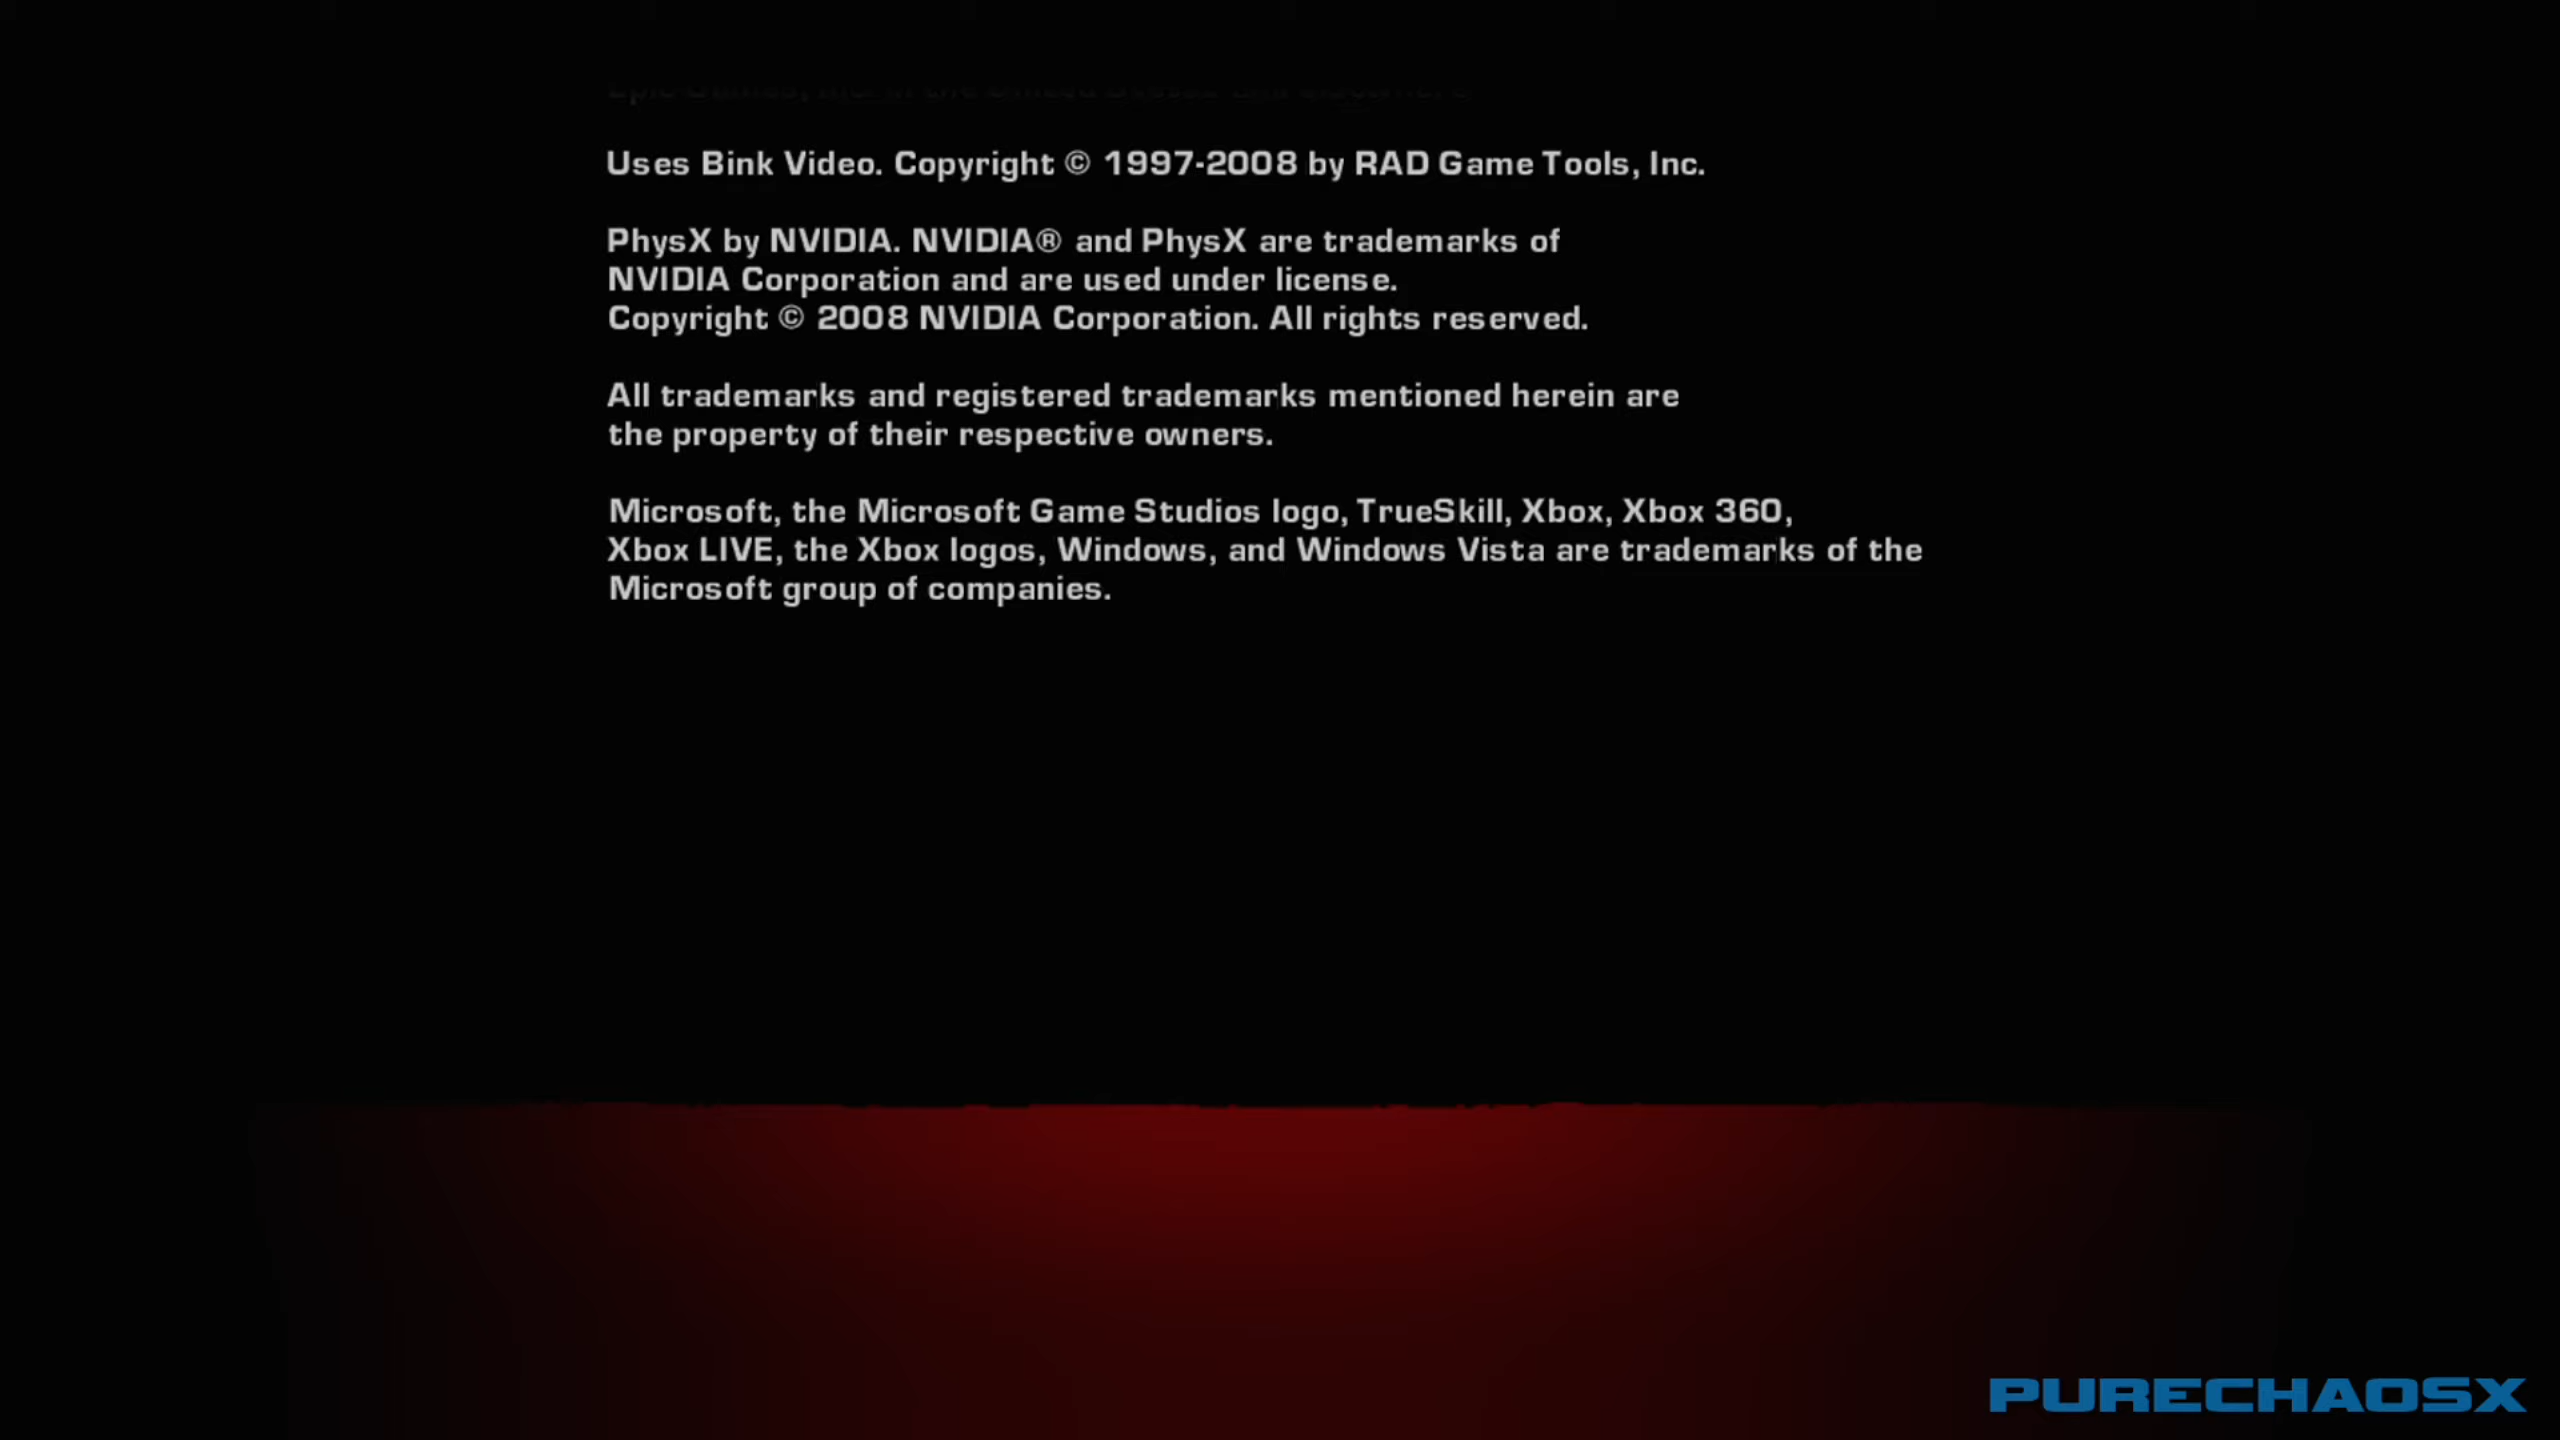 Uses Bink Video. Copyright © 1997-2008 by RAD Game Tools, Inc.
PhysX by NVIDIA. NVIDIA® and PhysX are trademarks of
NVIDIA Corporation and are used under license.
Copyright © 2008 NVIDIA Corporation. All rights reserved.
All trademarks and registered trademarks mentioned herein are
the property of their respective owners.
Microsoft, the Microsoft Game Studios logo, TrueSkill, Xbox, Xbox 360,
Xbox LIVE, the Xbox logos, Windows, and Windows Vista are trademarks of the
Microsoft group of companies.
PURECHAOSX